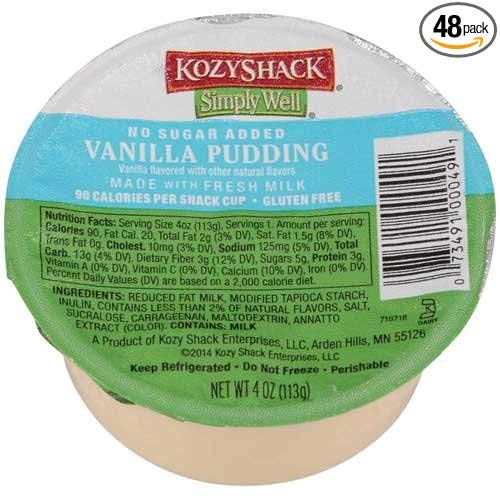 48 pack
KOZY SHACK
®
Simply Well
®
NO SUGAR ADDED
VANILLA PUDDING
Vanilla flavored with other natural flavors
MADE WITH FRESH MILK
90 CALORIES PER SNACK CUP • GLUTEN FREE
Nutrition Facts: Serving Size 4oz (113g), Servings 1. Amount per serving:
Calories 90, Fat Cal. 20, Total Fat 2g (3% DV), Sat. Fat 1.5g (8% DV),
Trans Fat 0g. Cholest. 10mg (3% DV), Sodium 125mg (5% DV), Total
Carb. 13g (4% DV), Dietary Fiber 3g (12% DV), Sugars 5g, Protein 3g,
Vitamin A (0% DV), Vitamin C (0% DV), Calcium (10% DV), Iron (0% DV).
Percent Daily Values (DV) are based on a 2,000 calorie diet.
INGREDIENTS: REDUCED FAT MILK, MODIFIED TAPIOCA STARCH,
INULIN, CONTAINS LESS THAN 2% OF NATURAL FLAVORS, SALT,
SUCRALOSE, CARRAGEENAN, MALTODEXTRIN, ANNATTO
EXTRACT (COLOR). CONTAINS: MILK
0 73491 00049 1
DAIRY
A Product of Kozy Shack Enterprises, LLC, Arden Hills, MN 55126
©2014 Kozy Shack Enterprises, LLC
Keep Refrigerated • Do Not Freeze • Perishable
NET WT 4 OZ (113g)